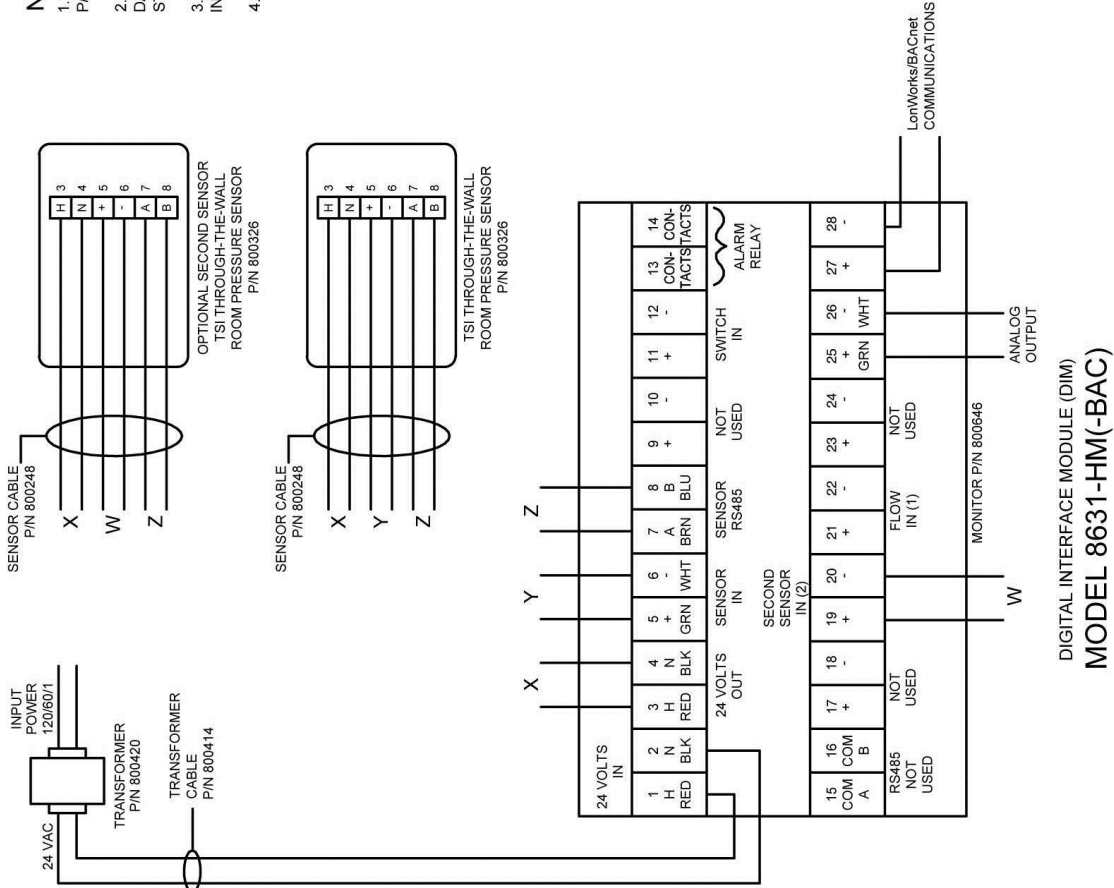 N
1.
P/
2.
D/
S
3.
IN
4.
H 3
N 4
+ 5
- 6
A 7
B 8
OPTIONAL SECOND SENSOR
TSI THROUGH-THE-WALL
ROOM PRESSURE SENSOR
P/N 800326
SENSOR CABLE
P/N 800248
X
W
Z
H 3
N 4
+ 5
- 6
A 7
B 8
TSI THROUGH-THE-WALL
ROOM PRESSURE SENSOR
P/N 800326
SENSOR CABLE
P/N 800248
X
Y
Z
INPUT
POWER
120/60/1
24 VAC
TRANSFORMER
P/N 800420
TRANSFORMER
CABLE
P/N 800414
X
Y
Z
24 VOLTS
IN
1 2 3 4 5 6 7 8 9 10 11 12 13 14
H N H N + - A B + - + - CON- CON-
RED BLK RED BLK GRN WHT BRN BLU TACTS TACTS
24 VOLTS
OUT
SENSOR
IN
SENSOR
RS485
NOT
USED
SWITCH
IN
ALARM
RELAY
SECOND
SENSOR
IN (2)
15 16 17 18 19 20 21 22 23 24 25 26 27 28
COM COM + - + - + - + - + - + -
A B GRN WHT
RS485
NOT
USED
NOT
USED
FLOW
IN (1)
NOT
USED
MONITOR P/N 800646
W
ANALOG
OUTPUT
LonWorks/BACnet
COMMUNICATIONS
DIGITAL INTERFACE MODULE (DIM)
MODEL 8631-HM(-BAC)